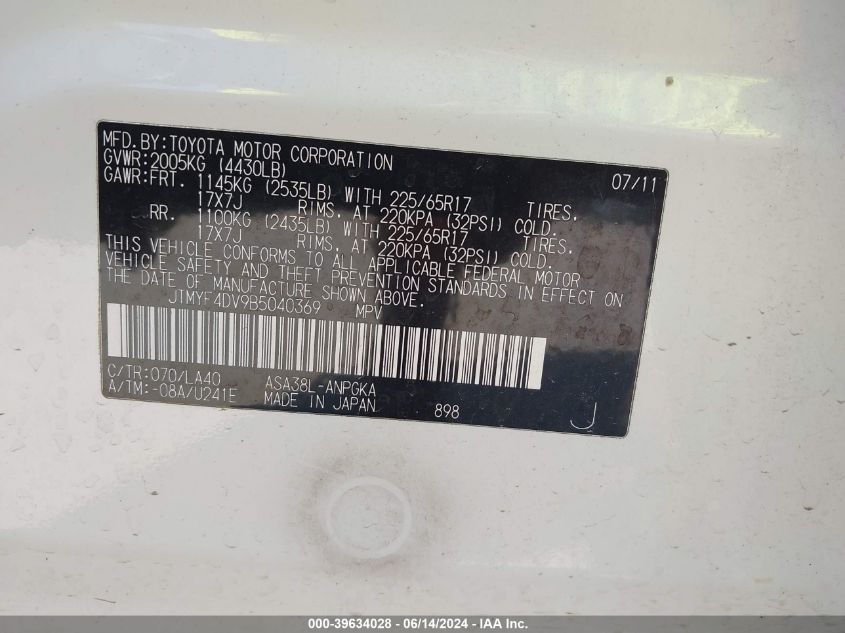 MFD.BY:TOYOTA MOTOR CORPORATION 07/11
GVWR:2005KG (4430LB)
GAWR:FRT. 1145KG (2535LB) WITH 225/65R17 TIRES,
17X7J RIMS, AT 220KPA (32PSI) COLD.
RR. 1100KG (2435LB) WITH 225/65R17 TIRES,
17X7J RIMS, AT 220KPA (32PSI) COLD.
THIS VEHICLE CONFORMS TO ALL APPLICABLE FEDERAL MOTOR
VEHICLE SAFETY AND THEFT PREVENTION STANDARDS IN EFFECT ON
THE DATE OF MANUFACTURE SHOWN ABOVE.
JTMYF4DV9B5040369 MPV
C/TR:070/LA40 ASA38L-ANPGKA
A/TM:-08A/U241E MADE IN JAPAN 898 J
000-39634028 - 06/14/2024 - IAA Inc.